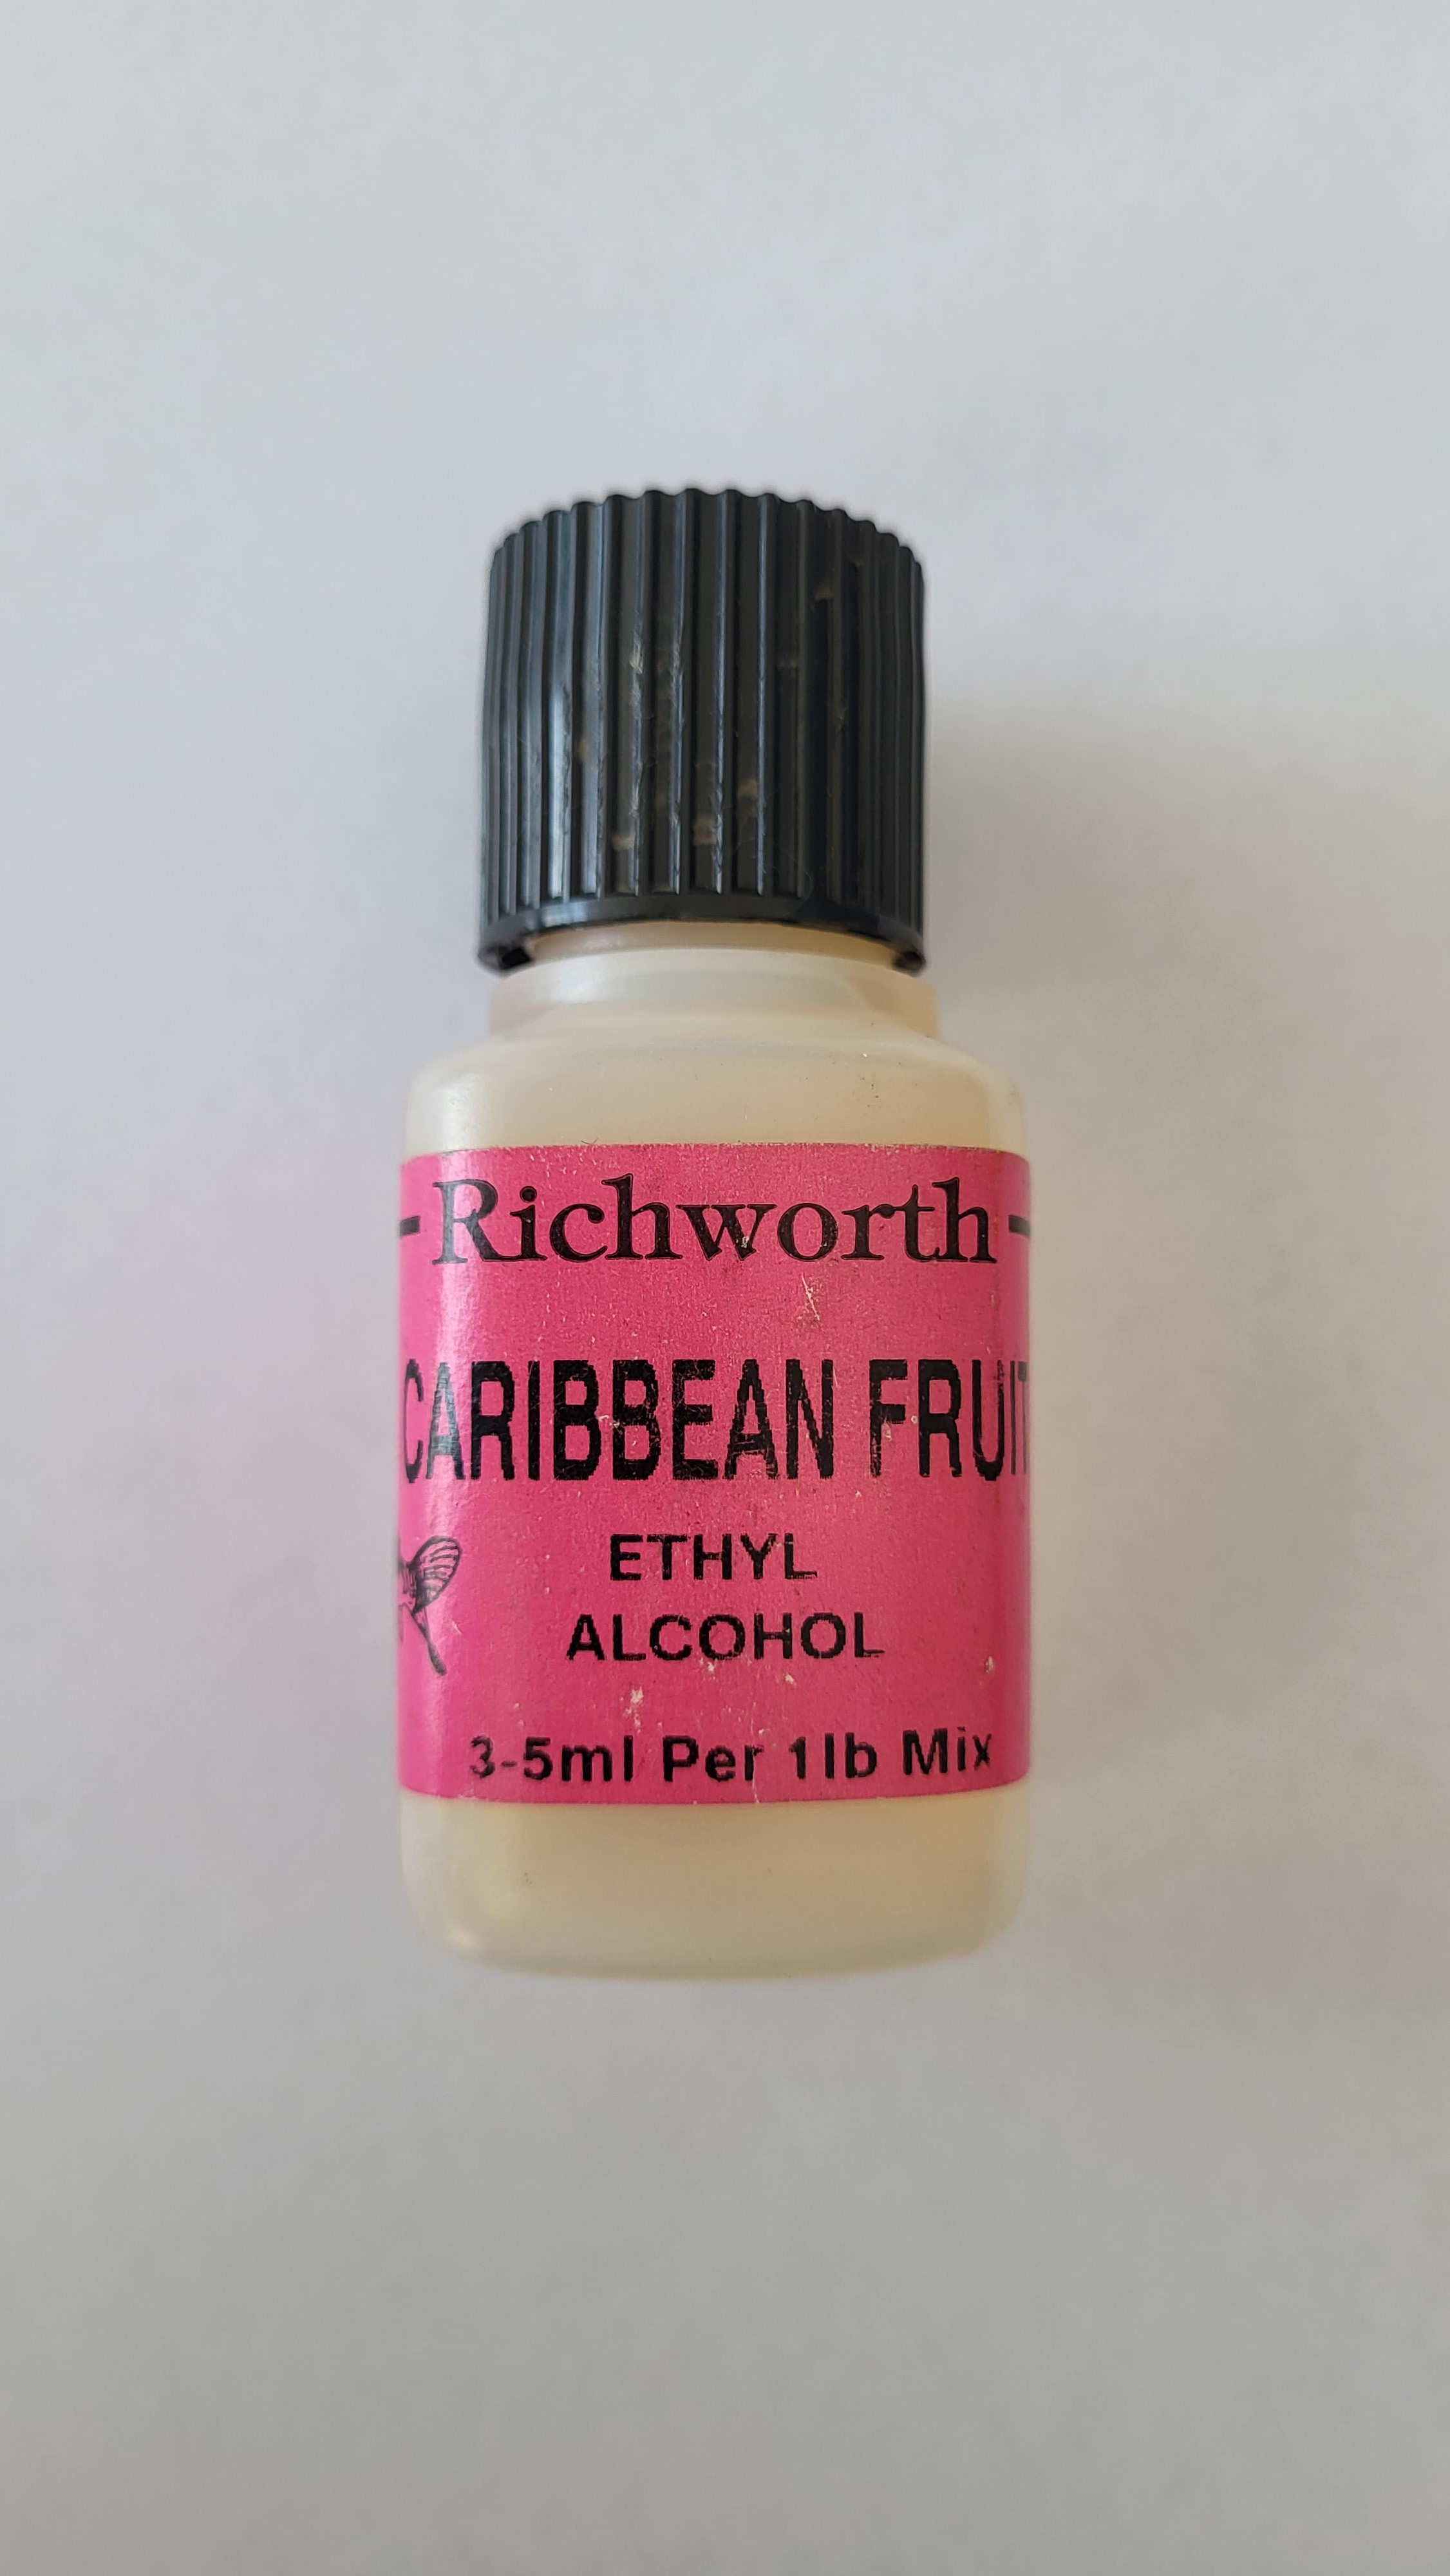 Richworth
CARIBBEAN FRUIT
ETHYL
ALCOHOL
3-5ml Per 1lb Mix